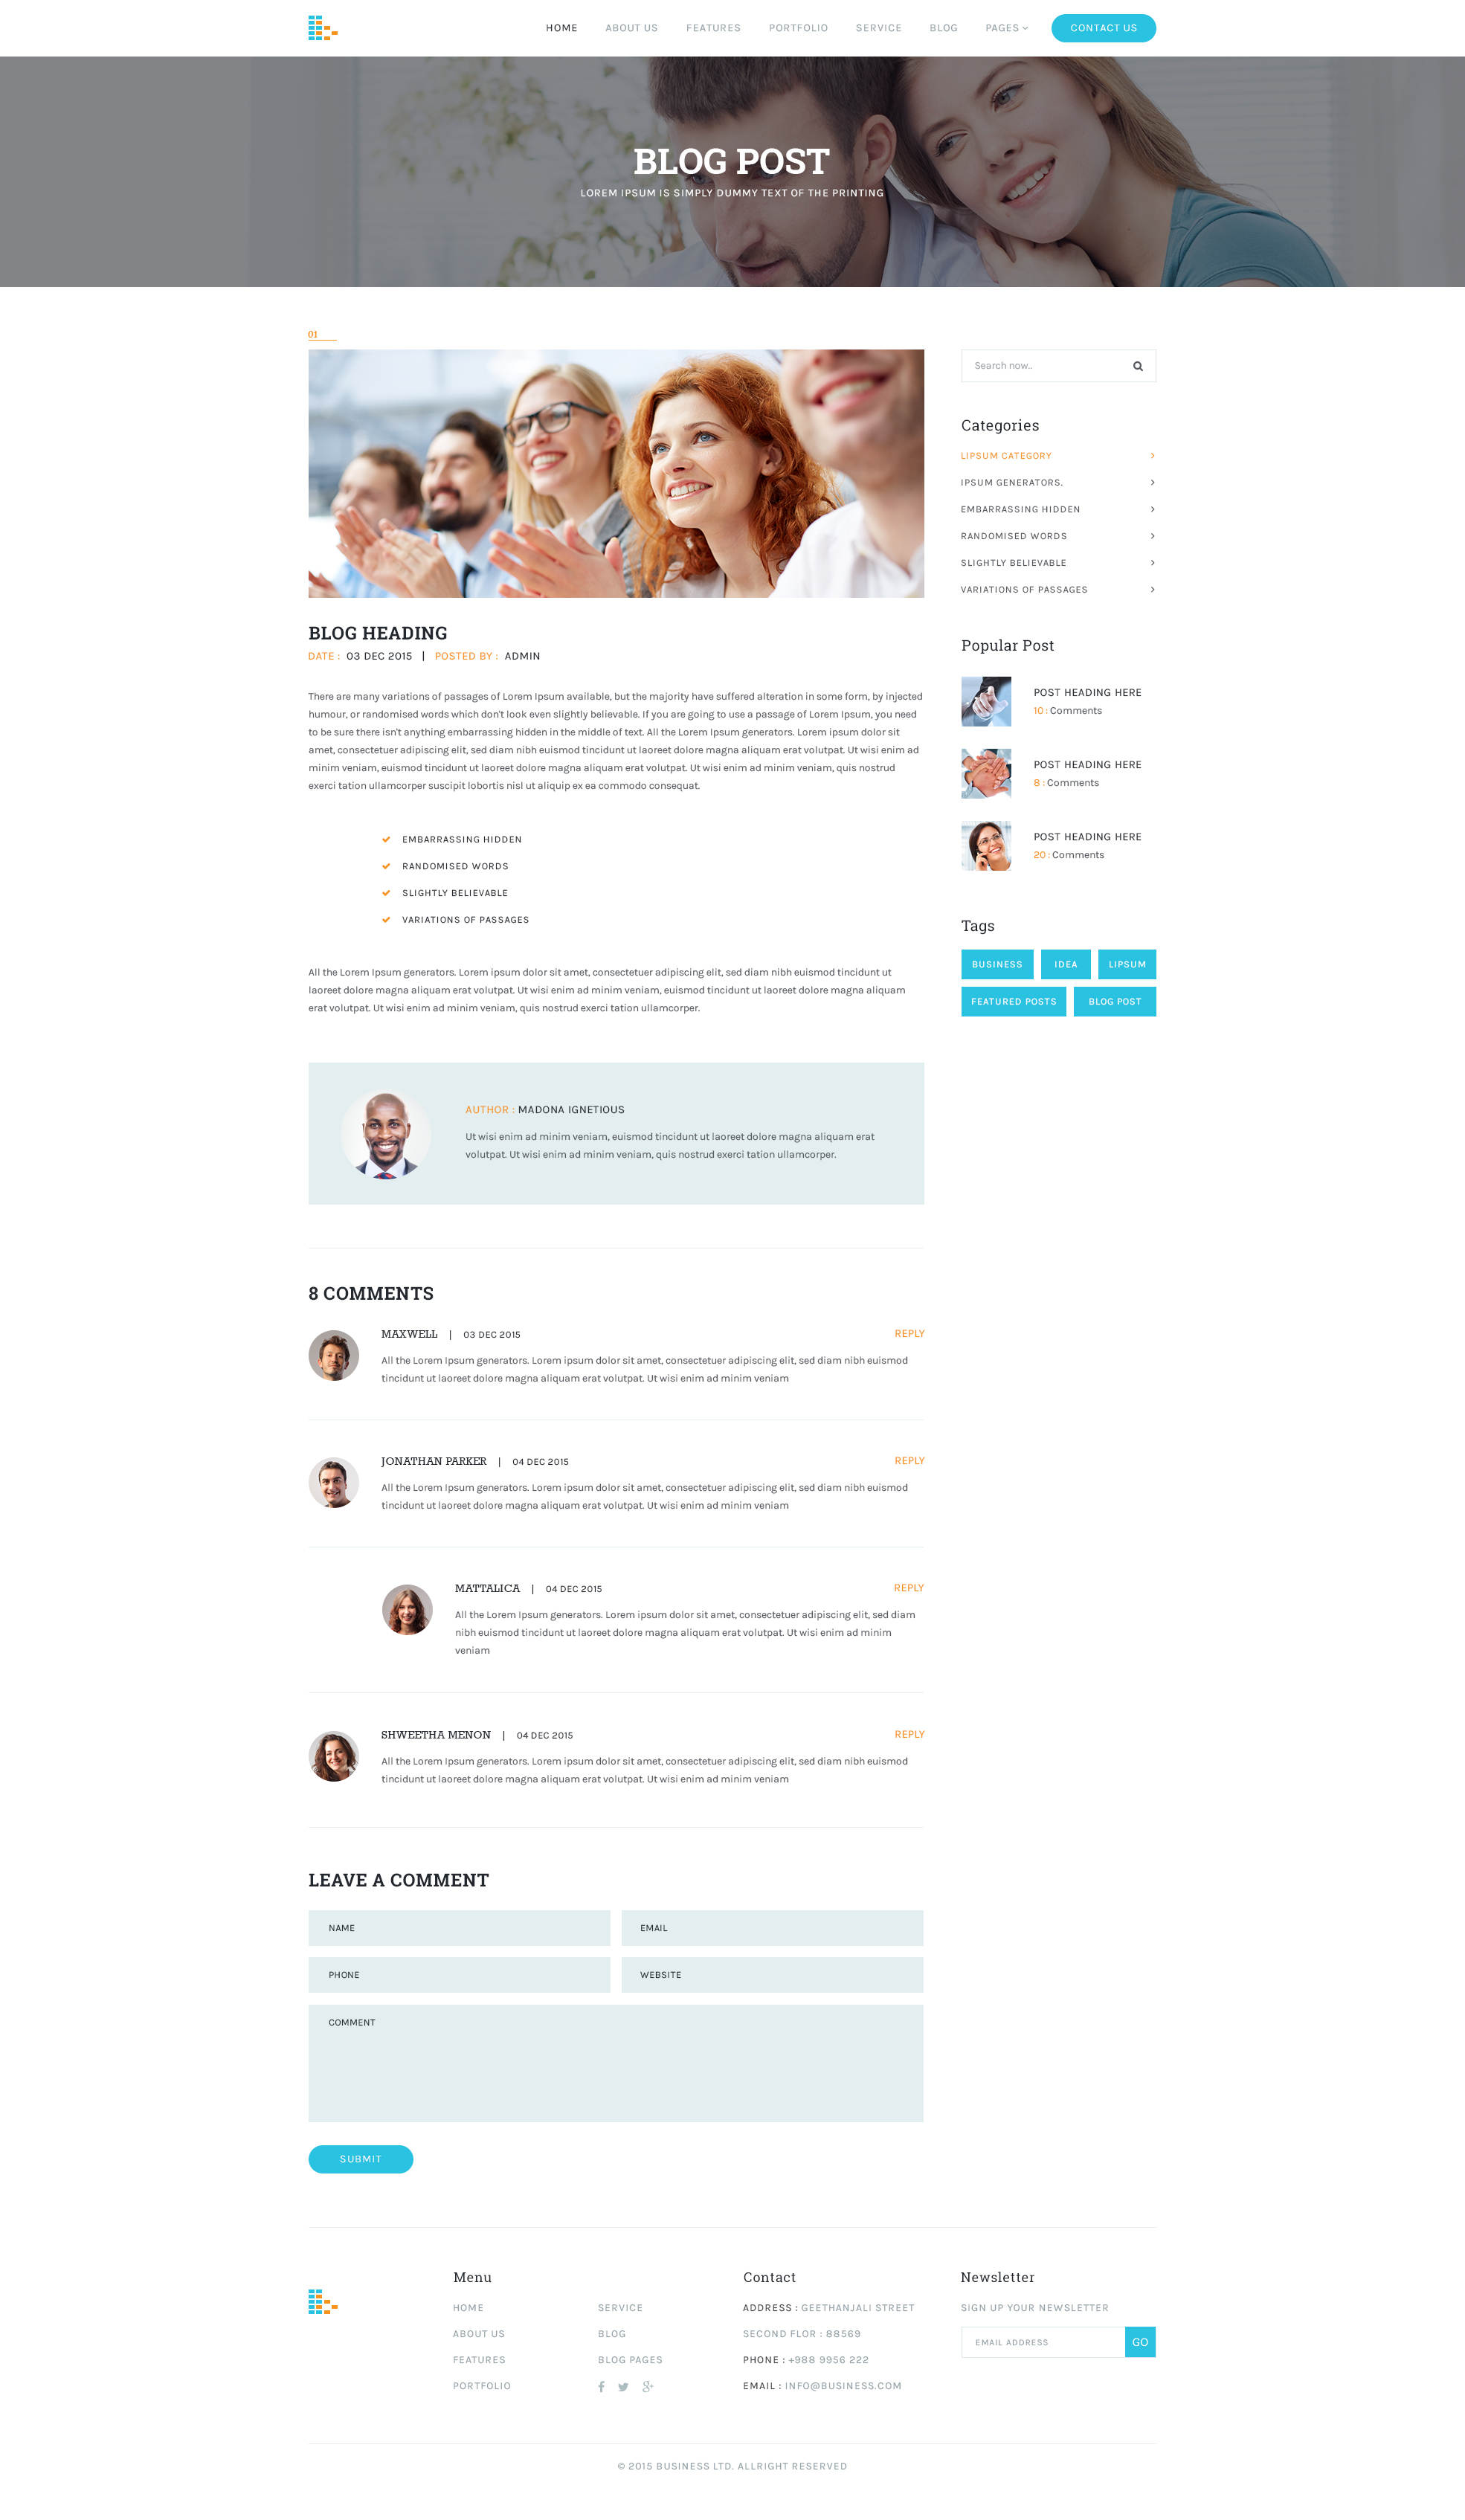 HOME ABOUT US FEATURES PORTFOLIO SERVICE BLOG PAGES CONTACT US
BLOG POST
LOREM IPSUM IS SIMPLY DUMMY TEXT OF THE PRINTING
01
BLOG HEADING
DATE : 03 DEC 2015 | POSTED BY : ADMIN
There are many variations of passages of Lorem Ipsum available, but the majority have suffered alteration in some form, by injected
humour, or randomised words which don't look even slightly believable. If you are going to use a passage of Lorem Ipsum, you need
to be sure there isn't anything embarrassing hidden in the middle of text. All the Lorem Ipsum generators. Lorem ipsum dolor sit
amet, consectetuer adipiscing elit, sed diam nibh euismod tincidunt ut laoreet dolore magna aliquam erat volutpat. Ut wisi enim ad
minim veniam, euismod tincidunt ut laoreet dolore magna aliquam erat volutpat. Ut wisi enim ad minim veniam, quis nostrud
exerci tation ullamcorper suscipit lobortis nisl ut aliquip ex ea commodo consequat.
EMBARRASSING HIDDEN
RANDOMISED WORDS
SLIGHTLY BELIEVABLE
VARIATIONS OF PASSAGES
All the Lorem Ipsum generators. Lorem ipsum dolor sit amet, consectetuer adipiscing elit, sed diam nibh euismod tincidunt ut
laoreet dolore magna aliquam erat volutpat. Ut wisi enim ad minim veniam, euismod tincidunt ut laoreet dolore magna aliquam
erat volutpat. Ut wisi enim ad minim veniam, quis nostrud exerci tation ullamcorper.
AUTHOR : MADONA IGNETIOUS
Ut wisi enim ad minim veniam, euismod tincidunt ut laoreet dolore magna aliquam erat
volutpat. Ut wisi enim ad minim veniam, quis nostrud exerci tation ullamcorper.
8 COMMENTS
MAXWELL | 03 DEC 2015 REPLY
All the Lorem Ipsum generators. Lorem ipsum dolor sit amet, consectetuer adipiscing elit, sed diam nibh euismod
tincidunt ut laoreet dolore magna aliquam erat volutpat. Ut wisi enim ad minim veniam
JONATHAN PARKER | 04 DEC 2015 REPLY
All the Lorem Ipsum generators. Lorem ipsum dolor sit amet, consectetuer adipiscing elit, sed diam nibh euismod
tincidunt ut laoreet dolore magna aliquam erat volutpat. Ut wisi enim ad minim veniam
MATTALICA | 04 DEC 2015 REPLY
All the Lorem Ipsum generators. Lorem ipsum dolor sit amet, consectetuer adipiscing elit, sed diam
nibh euismod tincidunt ut laoreet dolore magna aliquam erat volutpat. Ut wisi enim ad minim
veniam
SHWEETHA MENON | 04 DEC 2015 REPLY
All the Lorem Ipsum generators. Lorem ipsum dolor sit amet, consectetuer adipiscing elit, sed diam nibh euismod
tincidunt ut laoreet dolore magna aliquam erat volutpat. Ut wisi enim ad minim veniam
LEAVE A COMMENT
NAME EMAIL
PHONE WEBSITE
COMMENT
SUBMIT
Search now..
Categories
LIPSUM CATEGORY
IPSUM GENERATORS.
EMBARRASSING HIDDEN
RANDOMISED WORDS
SLIGHTLY BELIEVABLE
VARIATIONS OF PASSAGES
Popular Post
POST HEADING HERE
10 : Comments
POST HEADING HERE
8 : Comments
POST HEADING HERE
20 : Comments
Tags
BUSINESS IDEA LIPSUM
FEATURED POSTS BLOG POST
Menu
HOME
ABOUT US
FEATURES
PORTFOLIO
SERVICE
BLOG
BLOG PAGES
Contact
ADDRESS : GEETHANJALI STREET
SECOND FLOR : 88569
PHONE : +988 9956 222
EMAIL : INFO@BUSINESS.COM
Newsletter
SIGN UP YOUR NEWSLETTER
EMAIL ADDRESS GO
© 2015 BUSINESS LTD. ALLRIGHT RESERVED